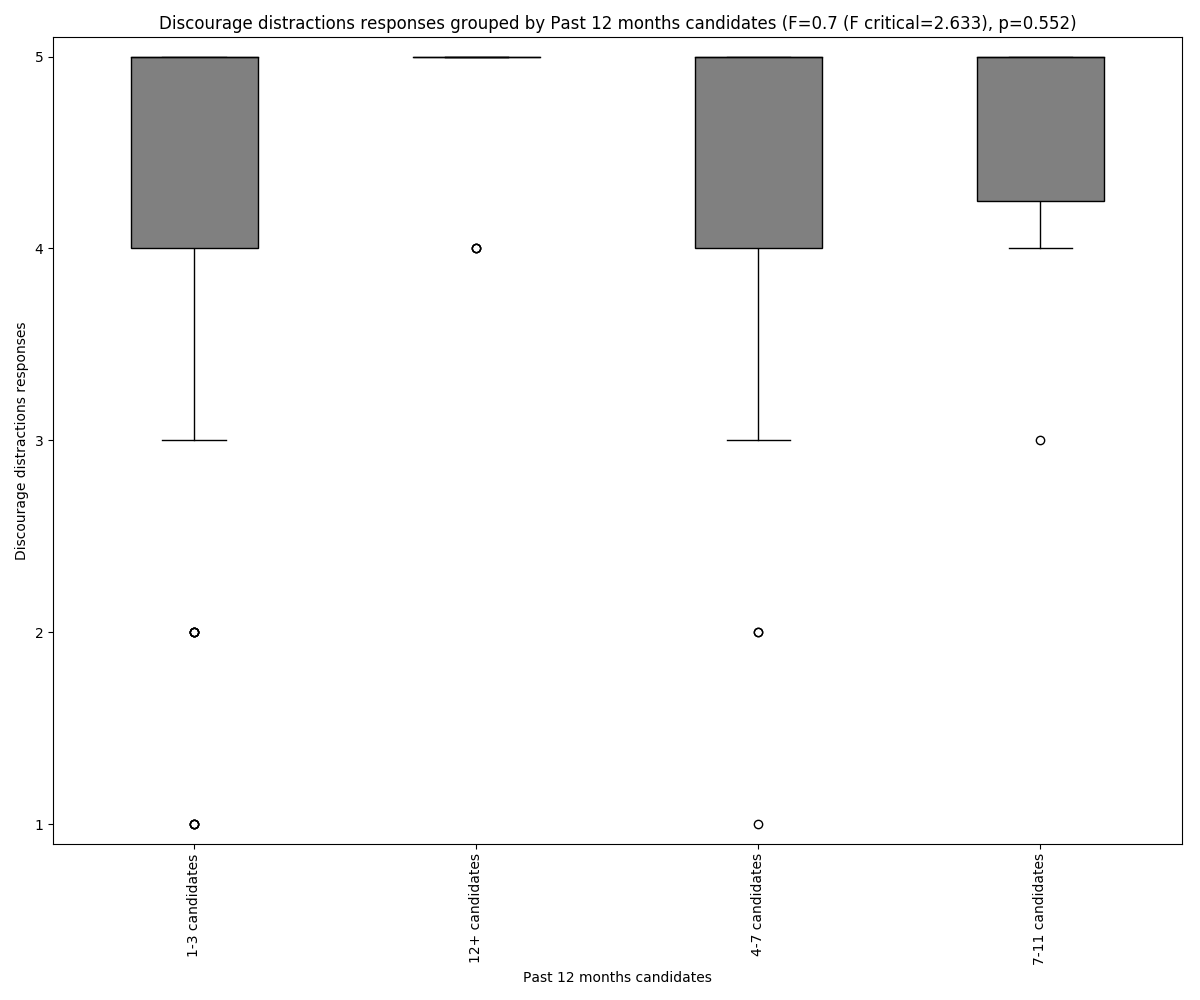 Discourage distractions responses grouped by Past 12 months candidates (F=0.7 (F critical=2.633), p=0.552)
Discourage distractions responses
5
4
3
2
1
1-3 candidates
12+ candidates
4-7 candidates
7-11 candidates
Past 12 months candidates